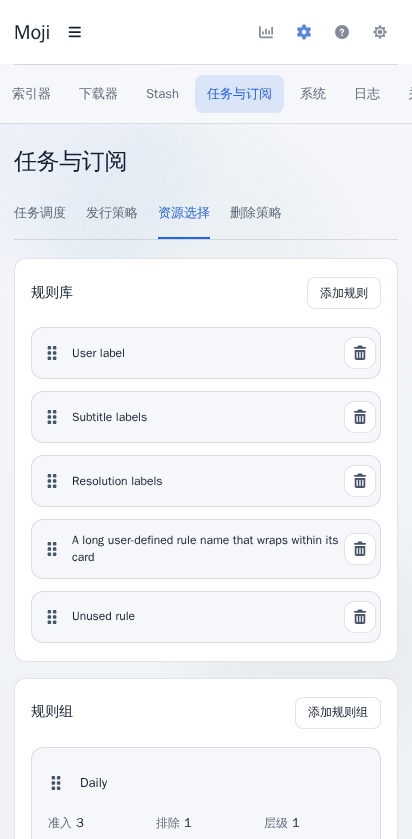 Moji
索引器 下载器 Stash 任务与订阅 系统 日志
任务与订阅
任务调度 发行策略 资源选择 删除策略
规则库 添加规则
User label
Subtitle labels
Resolution labels
A long user-defined rule name that wraps within its
card
Unused rule
规则组 添加规则组
Daily
准入 3 排除 1 层级 1